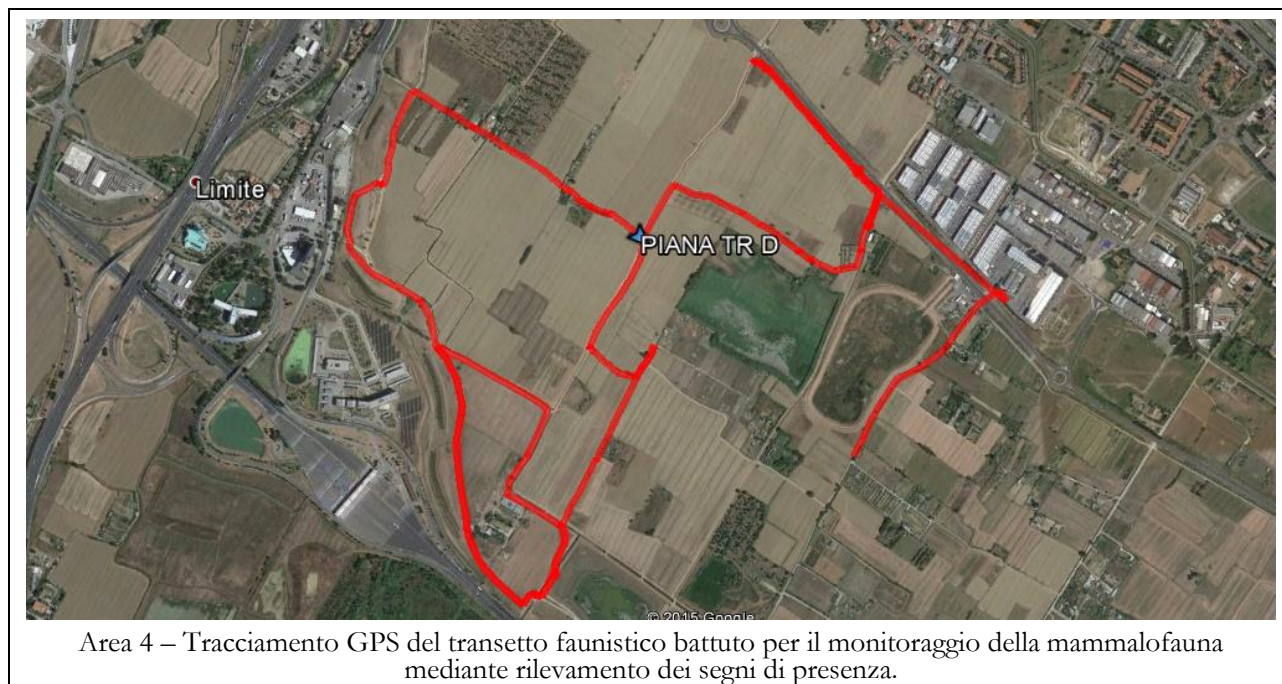 Limite
PIANA TR D
© 2015 Google
Area 4 – Tracciamento GPS del transetto faunistico battuto per il monitoraggio della mammalofauna
mediante rilevamento dei segni di presenza.